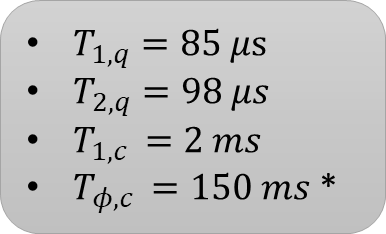 • T₁,q = 85 μs
• T₂,q = 98 μs
• T₁,c = 2 ms
• Tϕ,c = 150 ms *